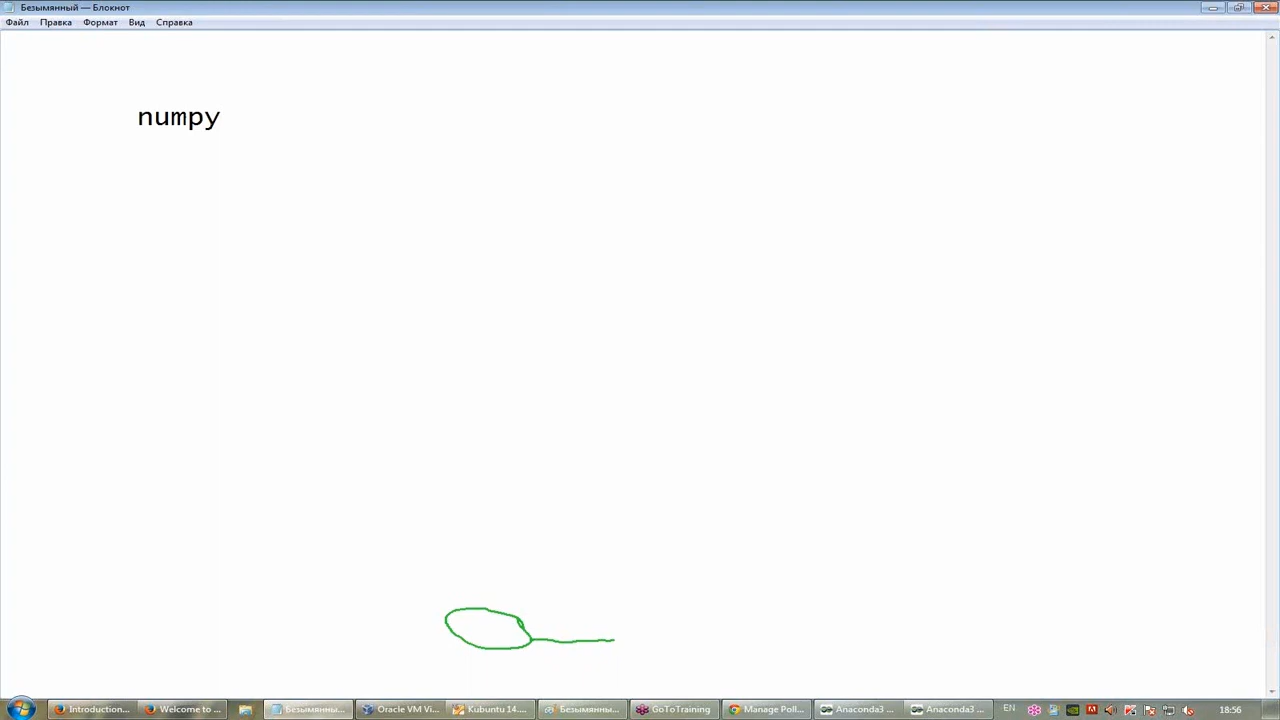 Безымянный — Блокнот
Файл Правка Формат Вид Справка
numpy
Introduction... Welcome to ... Безымянный... Oracle VM Vi... Kubuntu 14.... Безымянны... GoToTraining Manage Poll... Anaconda3 ... Anaconda3 ... EN 18:56